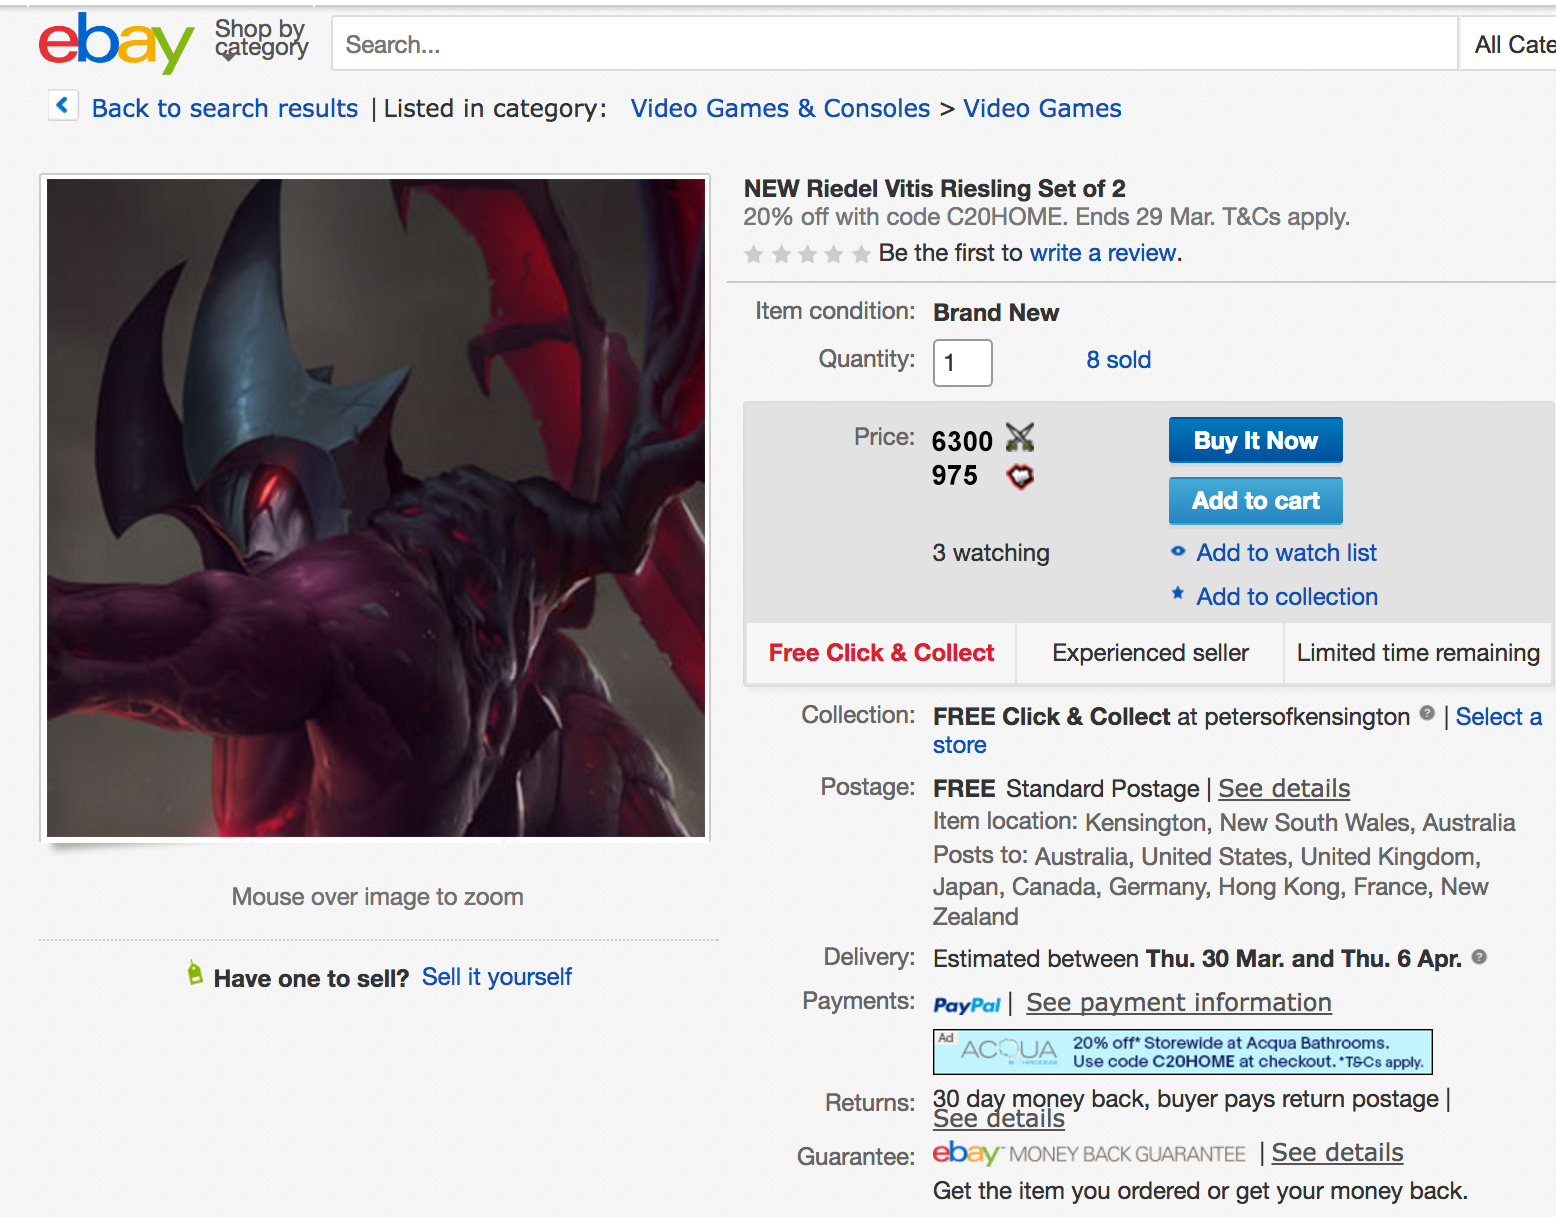 ebay
Shop by
category
Search...
All Cate
Back to search results | Listed in category: Video Games & Consoles > Video Games
NEW Riedel Vitis Riesling Set of 2
20% off with code C20HOME. Ends 29 Mar. T&Cs apply.
Be the first to write a review.
Item condition: Brand New
Quantity: 1 8 sold
Price: 6300
975
Buy It Now
Add to cart
3 watching
Add to watch list
Add to collection
Free Click & Collect
Experienced seller
Limited time remaining
Collection: FREE Click & Collect at petersofkensington ? | Select a
store
Postage: FREE Standard Postage | See details
Item location: Kensington, New South Wales, Australia
Posts to: Australia, United States, United Kingdom,
Japan, Canada, Germany, Hong Kong, France, New
Zealand
Delivery: Estimated between Thu. 30 Mar. and Thu. 6 Apr. ?
Payments: PayPal | See payment information
Ad
ACQUA
BATHROOMS
20% off* Storewide at Acqua Bathrooms.
Use code C20HOME at checkout. *T&Cs apply.
Returns: 30 day money back, buyer pays return postage |
See details
Guarantee: ebay™ MONEY BACK GUARANTEE | See details
Get the item you ordered or get your money back.
Mouse over image to zoom
Have one to sell? Sell it yourself